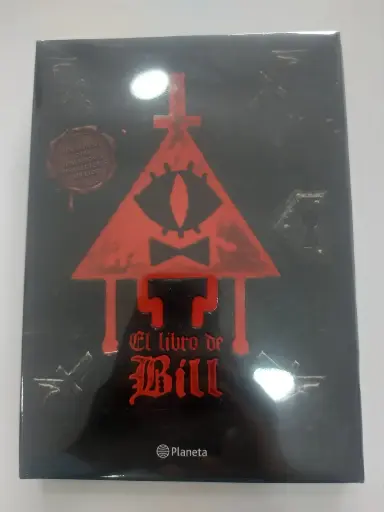 El libro de
Bill
Planeta